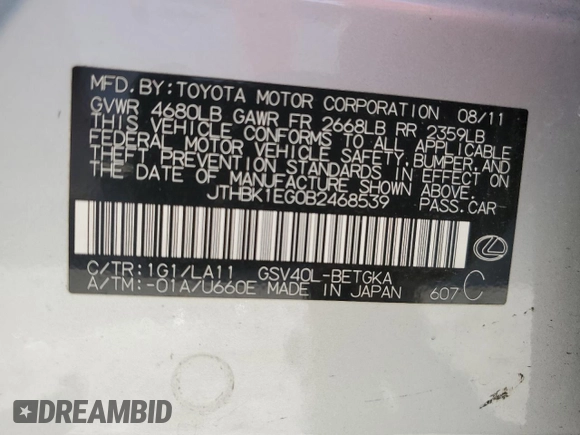 MFD.BY:TOYOTA MOTOR CORPORATION 08/11
GVWR 4680LB GAWR FR 2668LB RR 2359LB
THIS VEHICLE CONFORMS TO ALL APPLICABLE
FEDERAL MOTOR VEHICLE SAFETY,BUMPER,AND
THEFT PREVENTION STANDARDS IN EFFECT ON
THE DATE OF MANUFACTURE SHOWN ABOVE.
JTHBK1EG0B2468539 PASS.CAR
C/TR:1G1/LA11 GSV40L-BETGKA
A/TM:-01A/U660E MADE IN JAPAN 607 C
DREAMBID